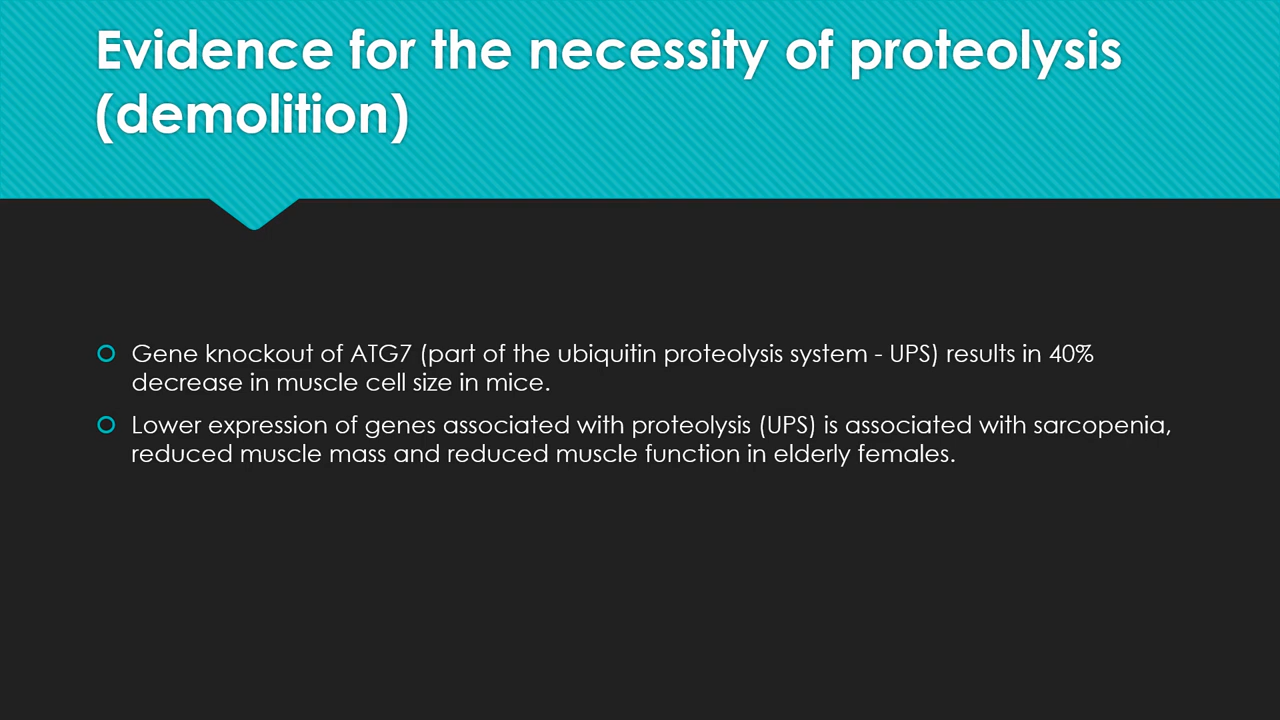 Evidence for the necessity of proteolysis
(demolition)
Gene knockout of ATG7 (part of the ubiquitin proteolysis system - UPS) results in 40%
decrease in muscle cell size in mice.
Lower expression of genes associated with proteolysis (UPS) is associated with sarcopenia,
reduced muscle mass and reduced muscle function in elderly females.